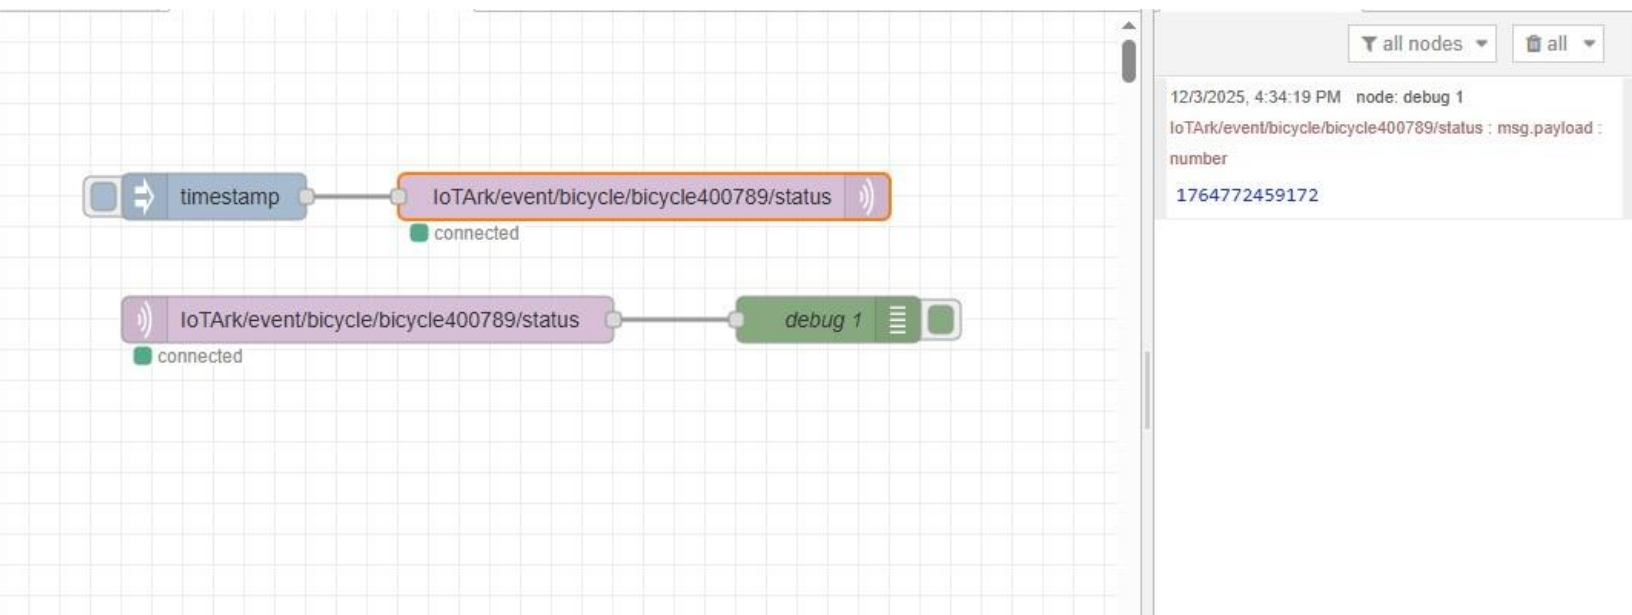 all nodes
all
12/3/2025, 4:34:19 PM node: debug 1
IoTArk/event/bicycle/bicycle400789/status : msg.payload :
number
1764772459172
timestamp
IoTArk/event/bicycle/bicycle400789/status
connected
IoTArk/event/bicycle/bicycle400789/status
debug 1
connected